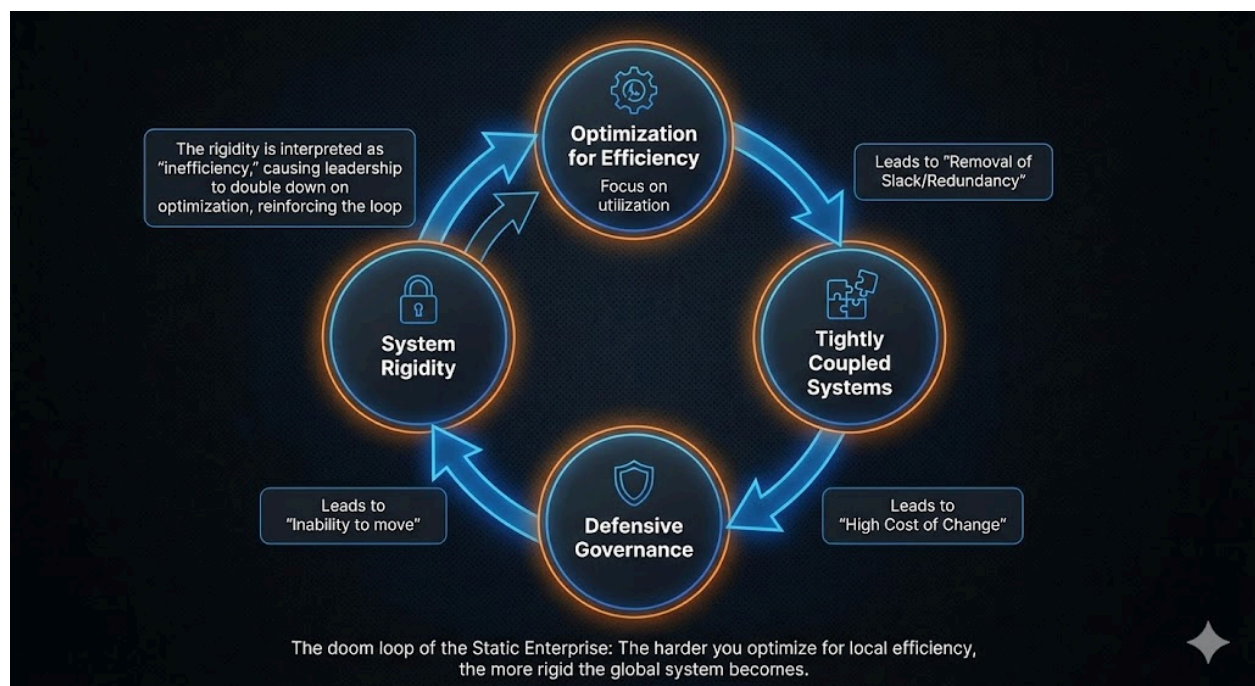 Optimization
for Efficiency
Focus on
utilization
Leads to "Removal of
Slack/Redundancy"
Tightly
Coupled
Systems
Leads to
"High Cost of Change"
Defensive
Governance
Leads to
"Inability to move"
System
Rigidity
The rigidity is interpreted as
"inefficiency," causing leadership
to double down on
optimization, reinforcing the loop
The doom loop of the Static Enterprise: The harder you optimize for local efficiency,
the more rigid the global system becomes.